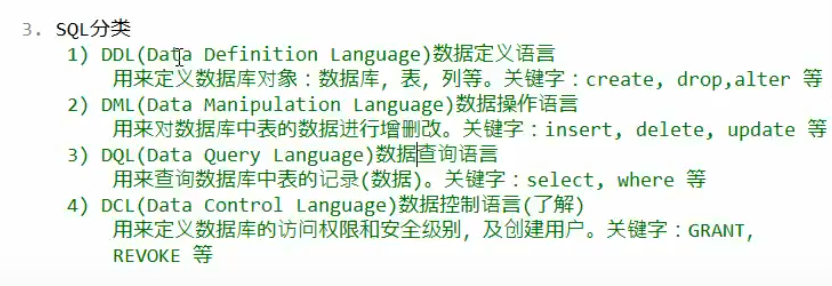 3. SQL分类
1) DDL(Data Definition Language)数据定义语言
用来定义数据库对象：数据库，表，列等。关键字：create, drop,alter 等
2) DML(Data Manipulation Language)数据操作语言
用来对数据库中表的数据进行增删改。关键字：insert, delete, update 等
3) DQL(Data Query Language)数据查询语言
用来查询数据库中表的记录(数据)。关键字：select, where 等
4) DCL(Data Control Language)数据控制语言(了解)
用来定义数据库的访问权限和安全级别，及创建用户。关键字：GRANT,
REVOKE 等